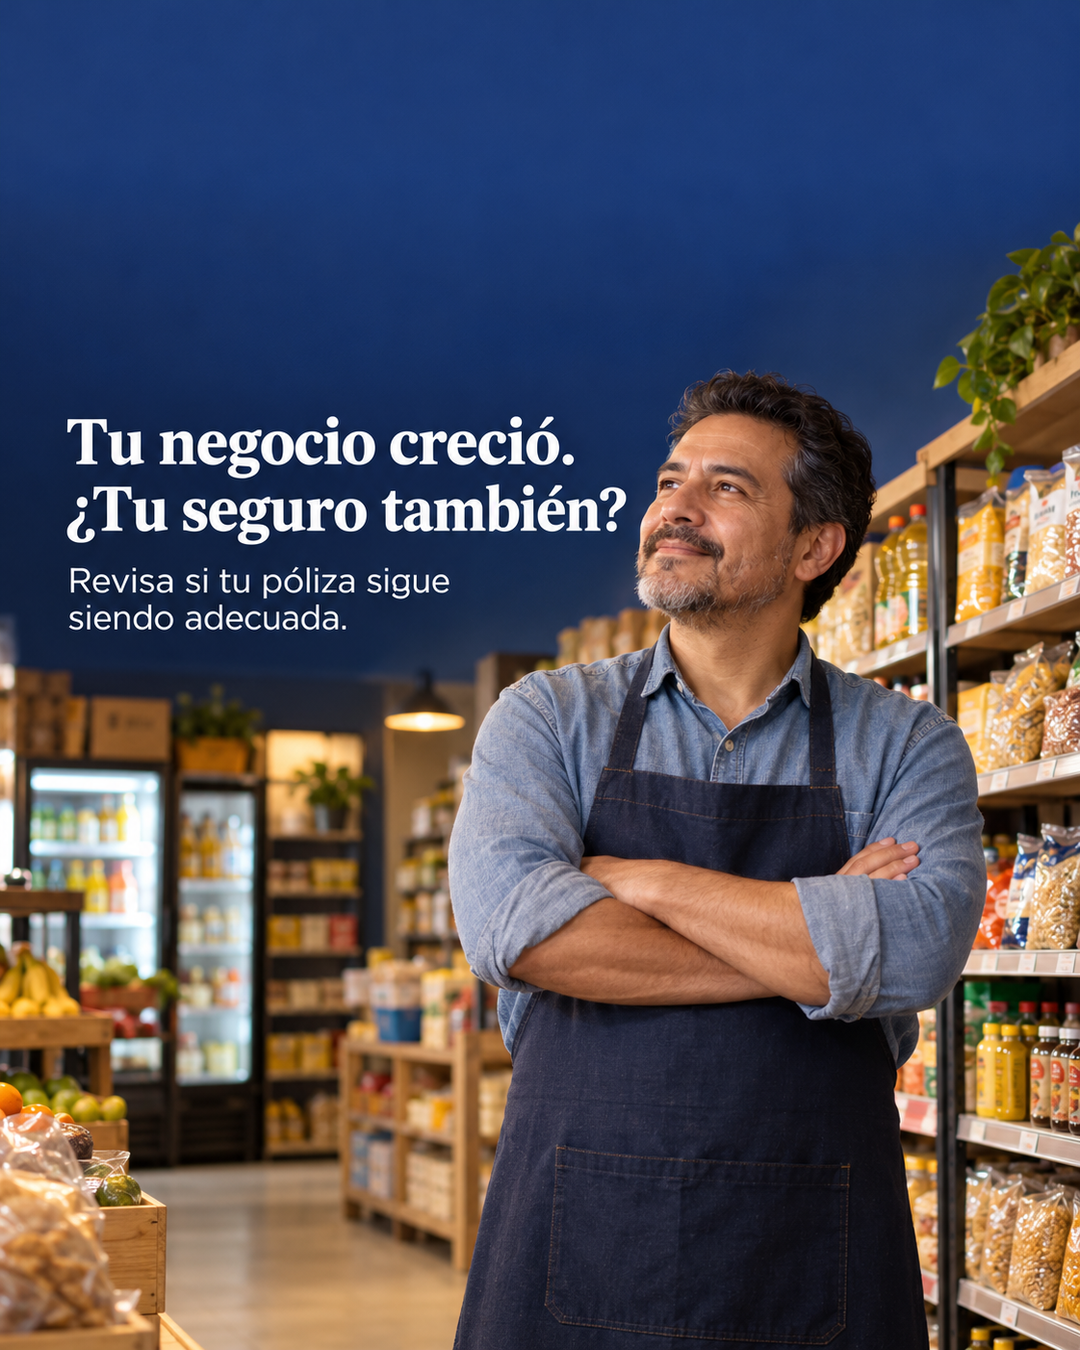 Tu negocio creció.
¿Tu seguro también?
Revisa si tu póliza sigue
siendo adecuada.